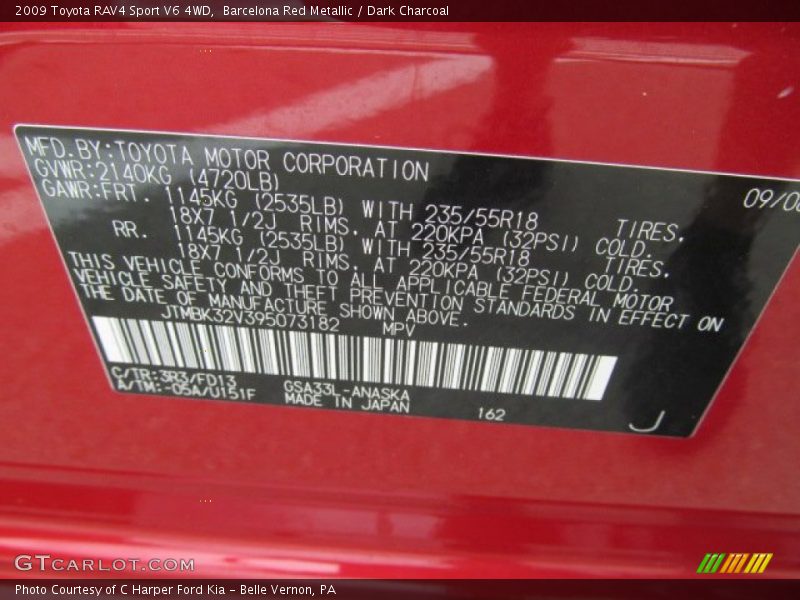 2009 Toyota RAV4 Sport V6 4WD,  Barcelona Red Metallic / Dark Charcoal
MFD.BY:TOYOTA MOTOR CORPORATION
GVWR:2140KG (4720LB) 09/08
GAWR:FRT. 1145KG (2535LB) WITH 235/55R18 TIRES.
18X7 1/2J RIMS. AT 220KPA (32PSI) COLD.
RR. 1145KG (2535LB) WITH 235/55R18 TIRES.
18X7 1/2J RIMS. AT 220KPA (32PSI) COLD.
THIS VEHICLE CONFORMS TO ALL APPLICABLE FEDERAL MOTOR
VEHICLE SAFETY AND THEFT PREVENTION STANDARDS IN EFFECT ON
THE DATE OF MANUFACTURE SHOWN ABOVE.
JTMBK32V395073182 MPV
C/TR:3R3/FD13 GSA33L-ANASKA
A/TM:-05A/U151F MADE IN JAPAN 162 J
GTCARLOT.COM
Photo Courtesy of C Harper Ford Kia – Belle Vernon, PA